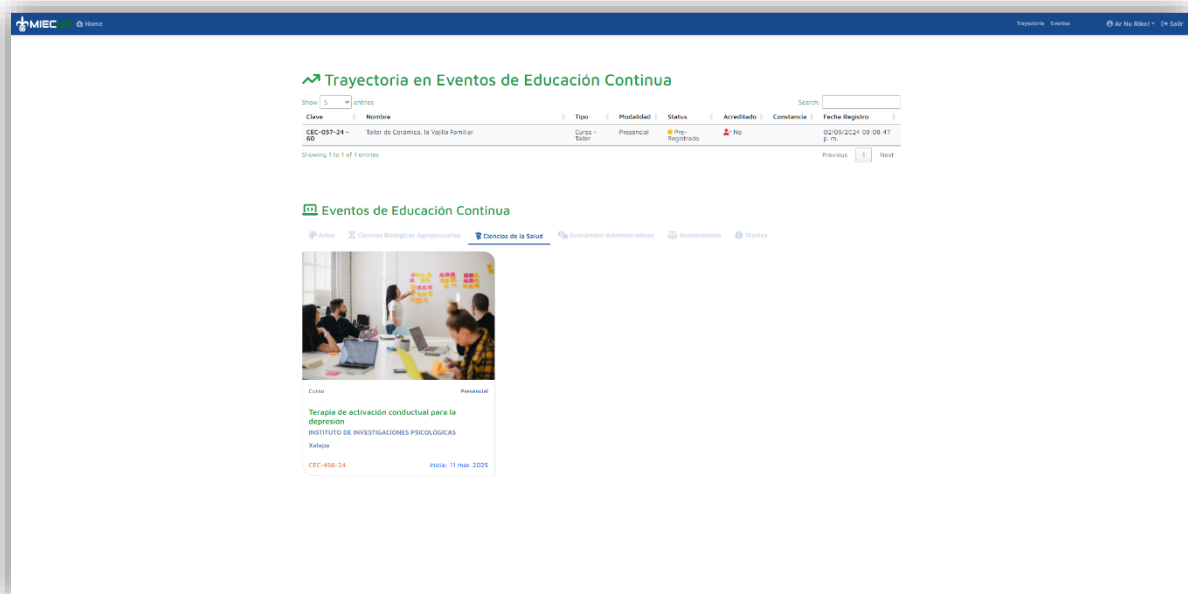 MIEC UV Home Trayectoria Eventos Ar No Rikel Salir
Trayectoria en Eventos de Educación Continua
Show 5 entries Search:
Clave Nombre Tipo Modalidad Status Acreditado Constancia Fecha Registro
CEC-057-24 - Taller de Cerámica, la Vajilla Familiar Curso - Presencial Pre- No 02/09/2024 09:08:47
60 Taller Registrado p. m.
Showing 1 to 1 of 1 entries Previous 1 Next
Eventos de Educación Continua
Artes Ciencias Biológicas Agropecuarias Ciencias de la Salud Económico-Administrativas Humanidades Técnica
Curso Presencial
Terapia de activación conductual para la
depresión
INSTITUTO DE INVESTIGACIONES PSICOLÓGICAS
Xalapa
CEC-456-24 Inicia: 11 mar. 2025